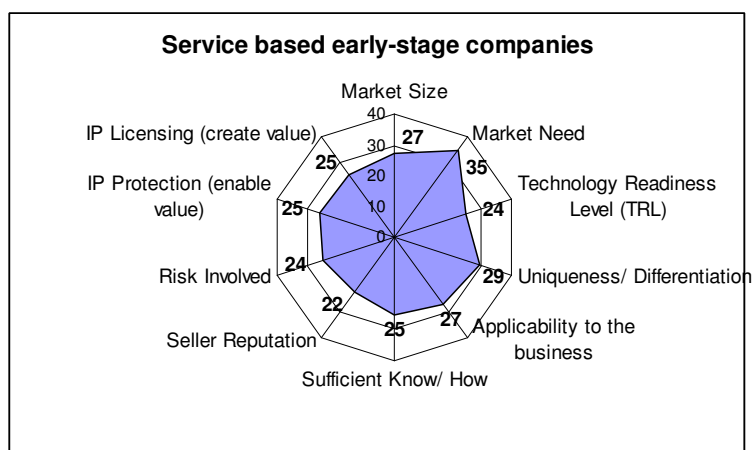 Service based early-stage companies
Market Size
40
27
IP Licensing (create value)
Market Need
30
25
35
20
IP Protection (enable
value)
Technology Readiness
Level (TRL)
25
24
10
0
Risk Involved
24
29
Uniqueness/ Differentiation
22
27
Seller Reputation
25
Applicability to the
business
Sufficient Know/ How